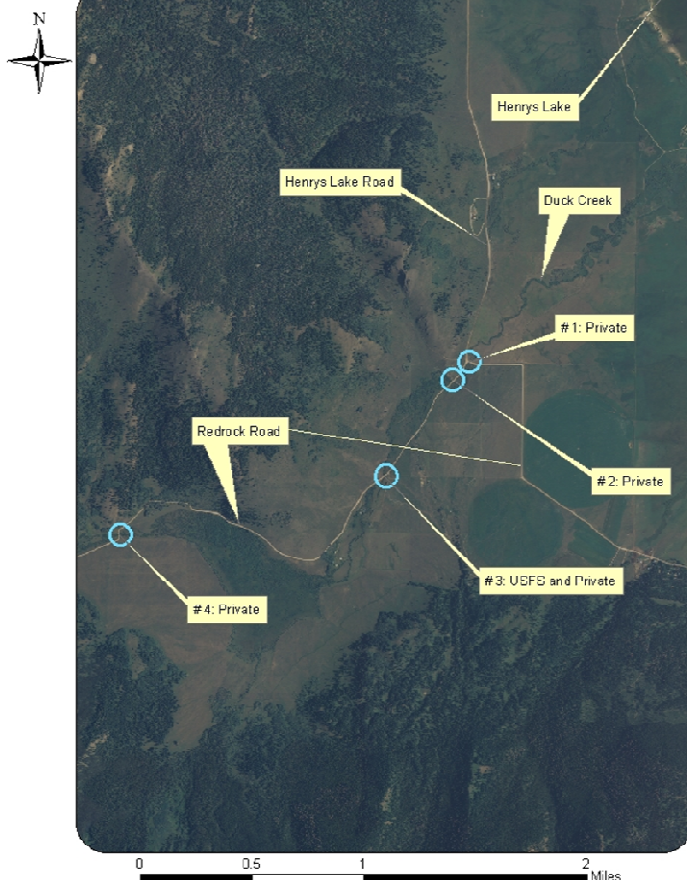 N
Henrys Lake
Henrys Lake Road
Duck Creek
#1: Private
Redrock Road
#2: Private
#3: USFS and Private
#4: Private
0 0.5 1 2
Miles